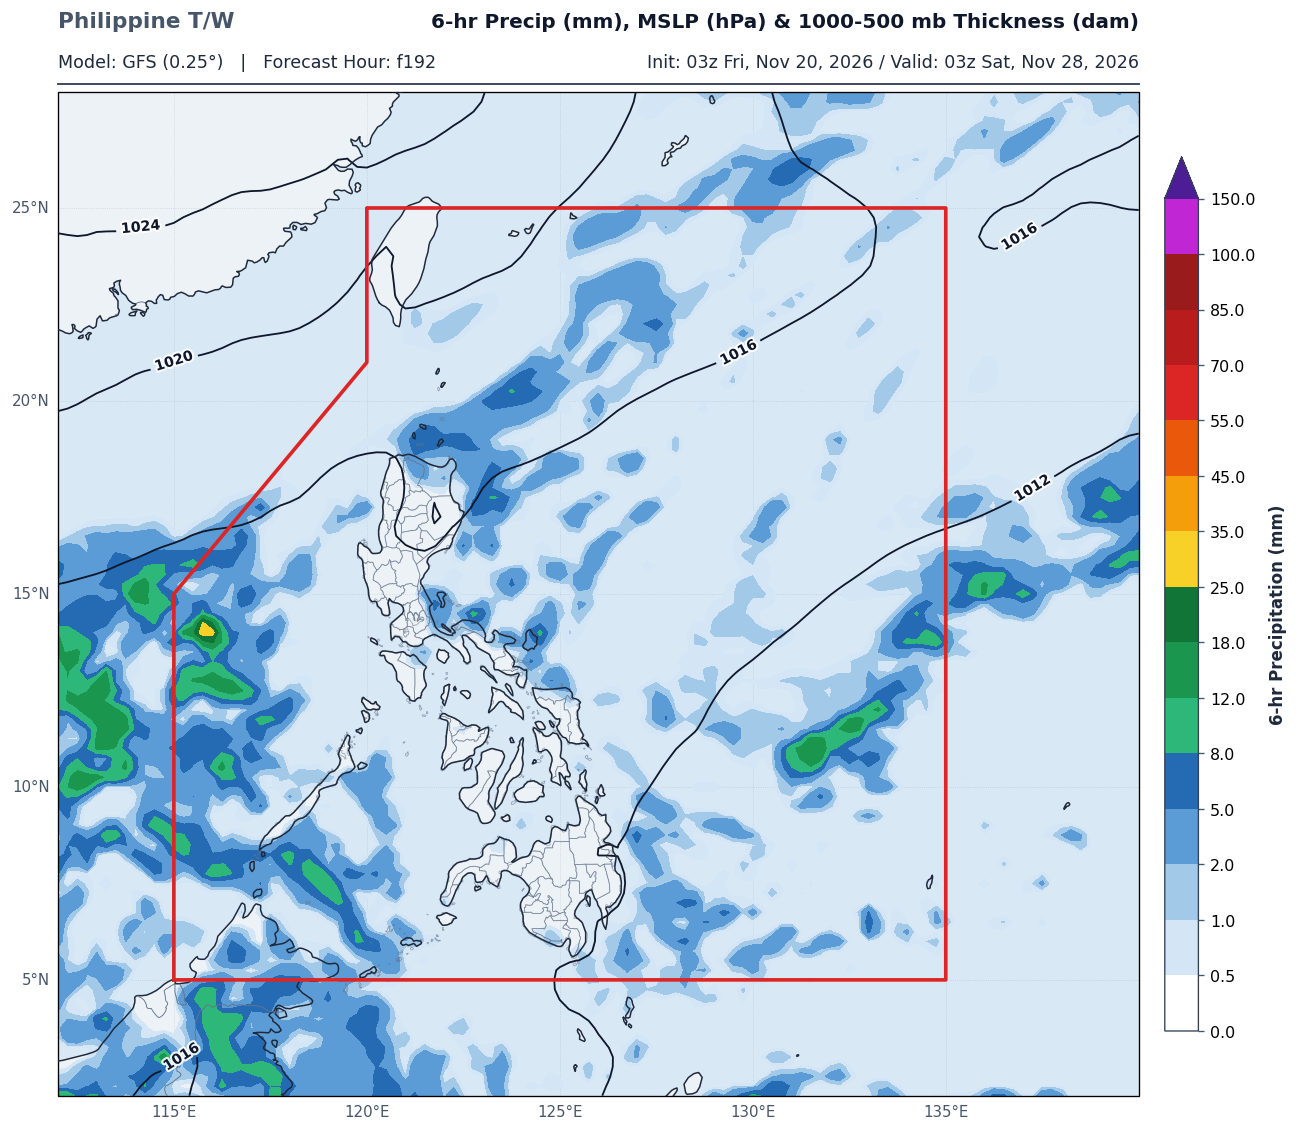 Philippine T/W
6-hr Precip (mm), MSLP (hPa) & 1000-500 mb Thickness (dam)
Model: GFS (0.25°) | Forecast Hour: f192
Init: 03z Fri, Nov 20, 2026 / Valid: 03z Sat, Nov 28, 2026
25°N
20°N
15°N
10°N
5°N
1024
1020
1016
1016
1012
1016
115°E
120°E
125°E
130°E
135°E
150.0
100.0
85.0
70.0
55.0
45.0
35.0
25.0
18.0
12.0
8.0
5.0
2.0
1.0
0.5
0.0
6-hr Precipitation (mm)